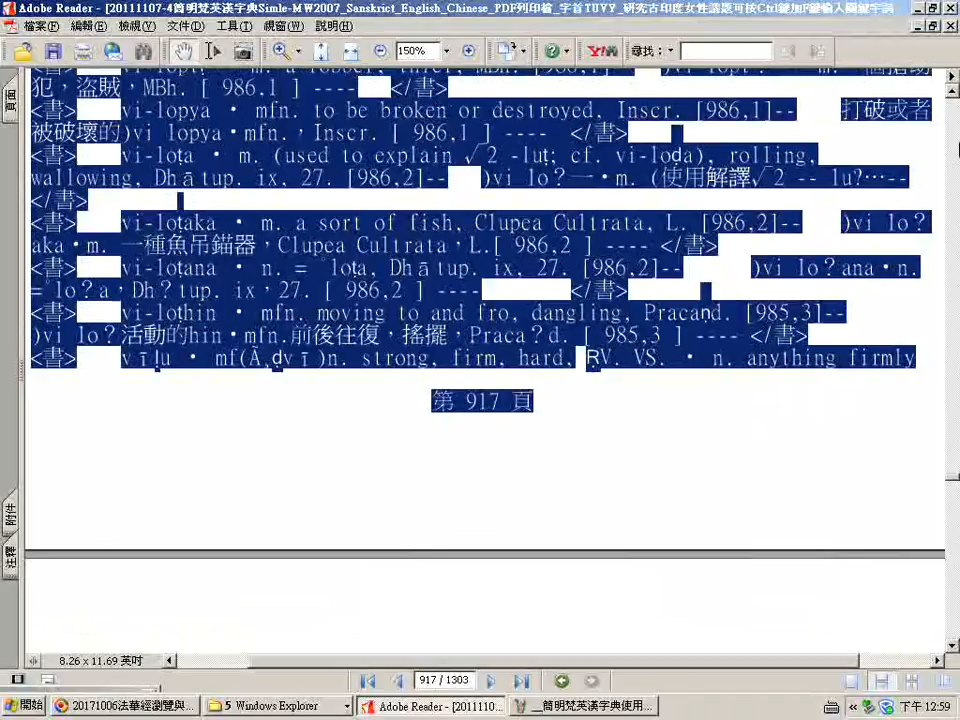 Adobe Reader - [20111107-4簡明梵英漢字典Simle-MW2007_Sanskrict_English_Chinese_PDF列印檔_字首TUVY_研究古印度女性議題可按Ctrl鍵加F鍵輸入關鍵字詞
檔案(F) 編輯(E) 檢視(V) 文件(D) 工具(T) 視窗(W) 說明(H)
150% 尋找:
頁面
犯，盜賊，MBh. [ 986.1 ] ---- </書>
<書> vi-lopya • mfn. to be broken or destroyed, Inscr. [986,1]-- 打破或者
被破壞的)vi lopya•mfn.，Inscr. [ 986,1 ] ---- </書>
<書> vi-loṭa • m. (used to explain √2 -luṭ; cf. vi-loḍa), rolling,
wallowing, Dhātup. ix, 27. [986,2]-- )vi lo?一•m. (使用解譯√2 -- lu?…--
</書>
<書> vi-loṭaka • m. a sort of fish, Clupea Cultrata, L. [986,2]-- )vi lo?
aka•m. 一種魚吊錨器，Clupea Cultrata，L.[ 986,2 ] ---- </書>
<書> vi-loṭana • n. = ˚loṭa, Dhātup. ix, 27. [986,2]-- )vi lo?ana•n.
=˚lo?a，Dh?tup. ix，27. [ 986,2 ] ---- </書>
<書> vi-loṭhin • mfn. moving to and fro, dangling, Pracaṇd. [985,3]--
)vi lo?活動的hin•mfn.前後往復，搖擺，Praca?d. [ 985,3 ] ---- </書>
<書> vīḷu • mf(Ã,ḍvī)n. strong, firm, hard, ṚV. VS. • n. anything firmly
第 917 頁
附件
注釋
8.26 x 11.69 英吋
917 / 1303
開始 20171006法華經瀏覽與... 5 Windows Explorer Adobe Reader - [2011110... __簡明梵英漢字典使用... 下午 12:59